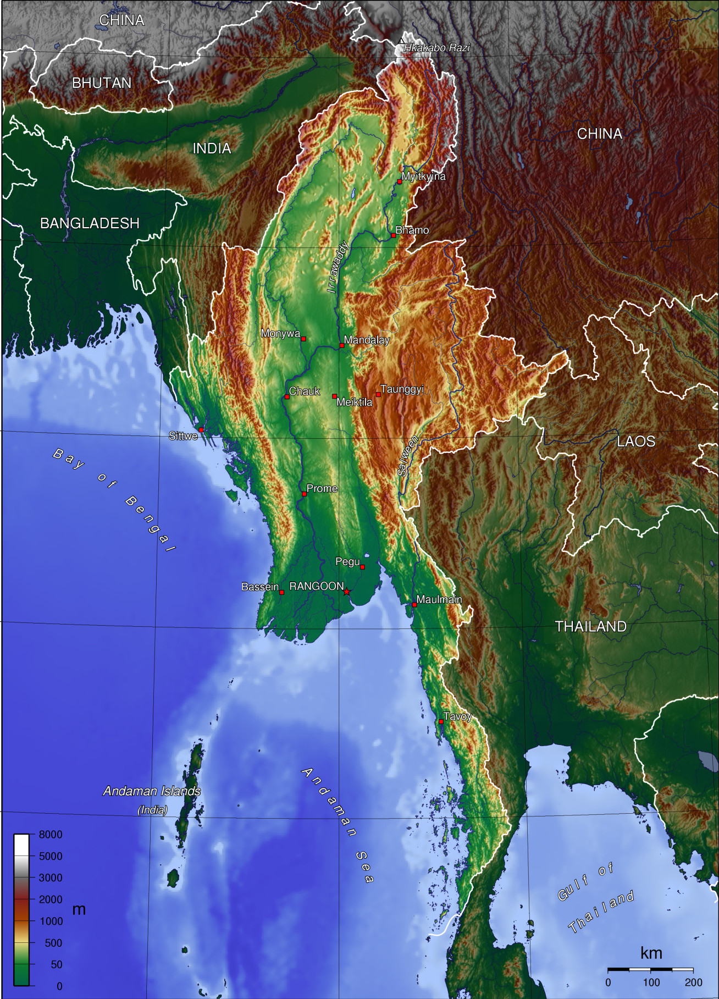 CHINA
Hkakabo Razi
BHUTAN
CHINA
INDIA
Myitkyina
BANGLADESH
Bhamo
Irrawaddy
Monywa
Mandalay
Chauk
Taunggyi
Meiktila
Sittwe
LAOS
Salween
Bay of Bengal
Prome
Pegu
Bassein
RANGOON
Maulmain
THAILAND
Tavoy
Andaman Islands
(India)
Andaman Sea
Gulf of
Thailand
8000
5000
3000
2000
m
1000
500
50
0
km
0 100 200